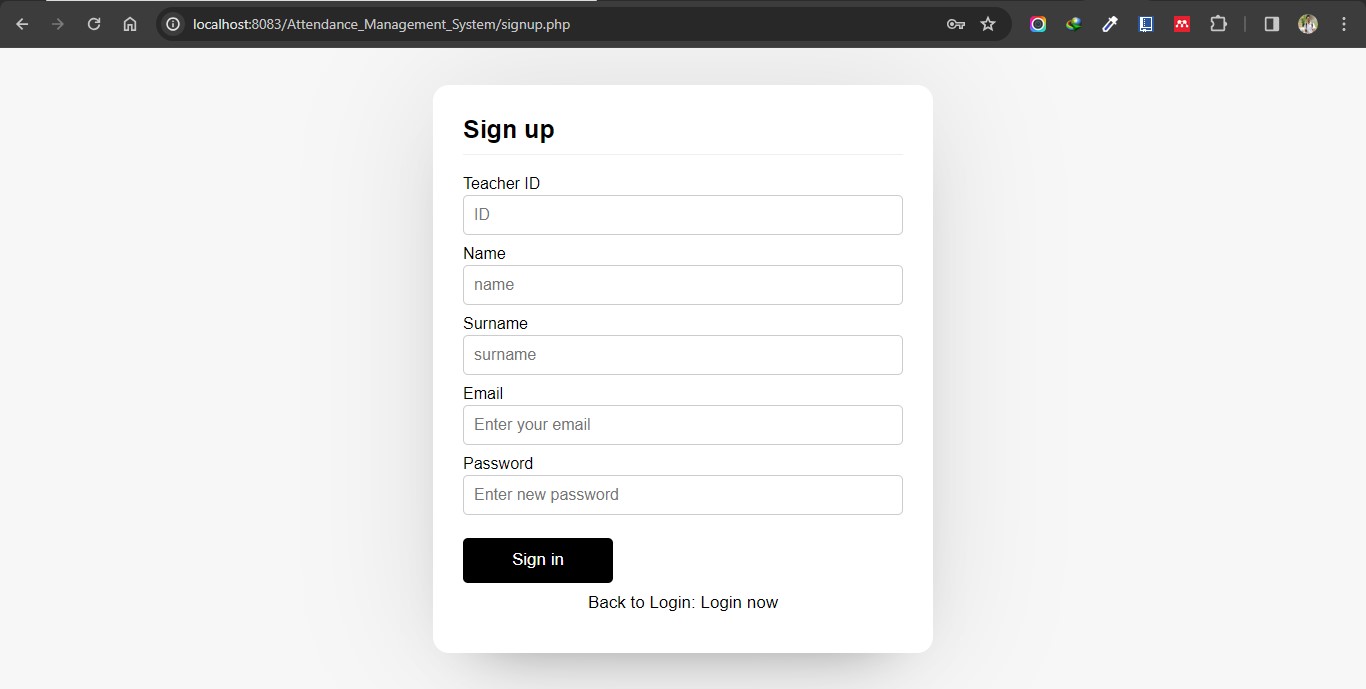 localhost:8083/Attendance_Management_System/signup.php
Sign up
Teacher ID
ID
Name
name
Surname
surname
Email
Enter your email
Password
Enter new password
Sign in
Back to Login: Login now